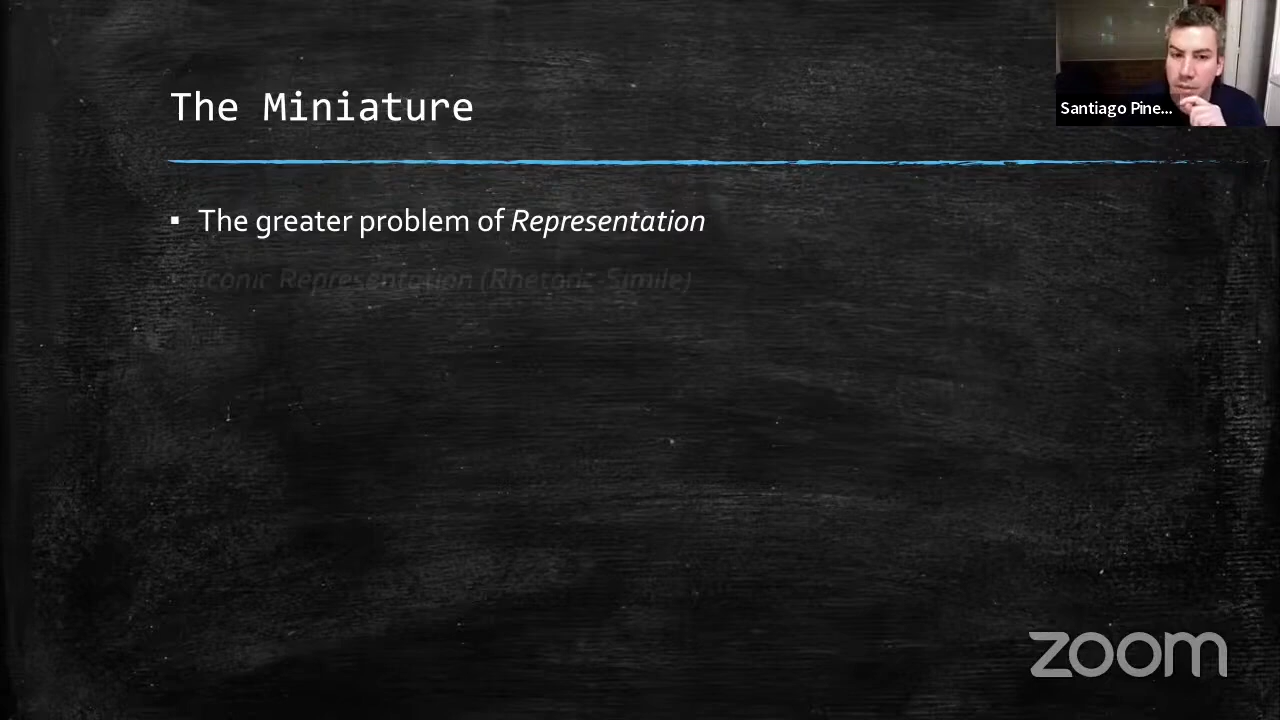 The Miniature
Santiago Pine...
▪ The greater problem of Representation
▪ Iconic Representation (Rhetoric-Simile)
zoom